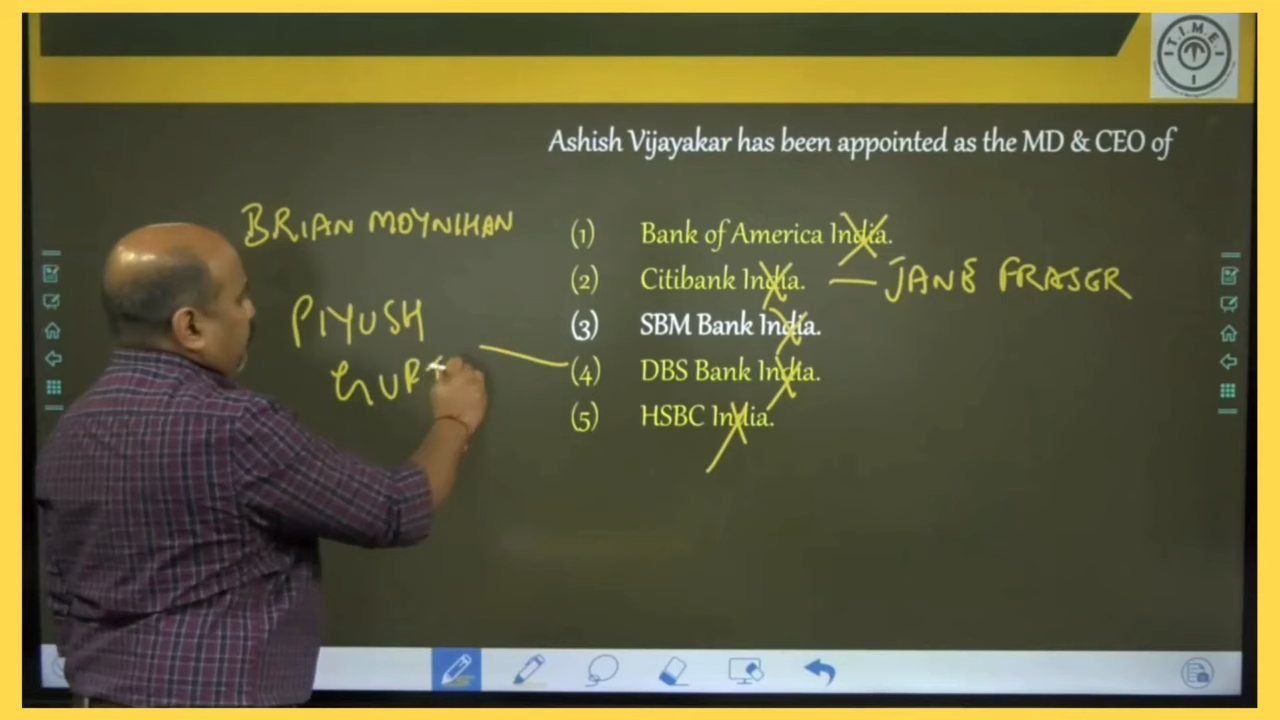 T.I.M.E.
Ashish Vijayakar has been appointed as the MD & CEO of
BRIAN MOYNIHAN
(1) Bank of America India.
(2) Citibank India. — JANE FRASER
(3) SBM Bank India.
PIYUSH
(4) DBS Bank India.
GUR
(5) HSBC India.